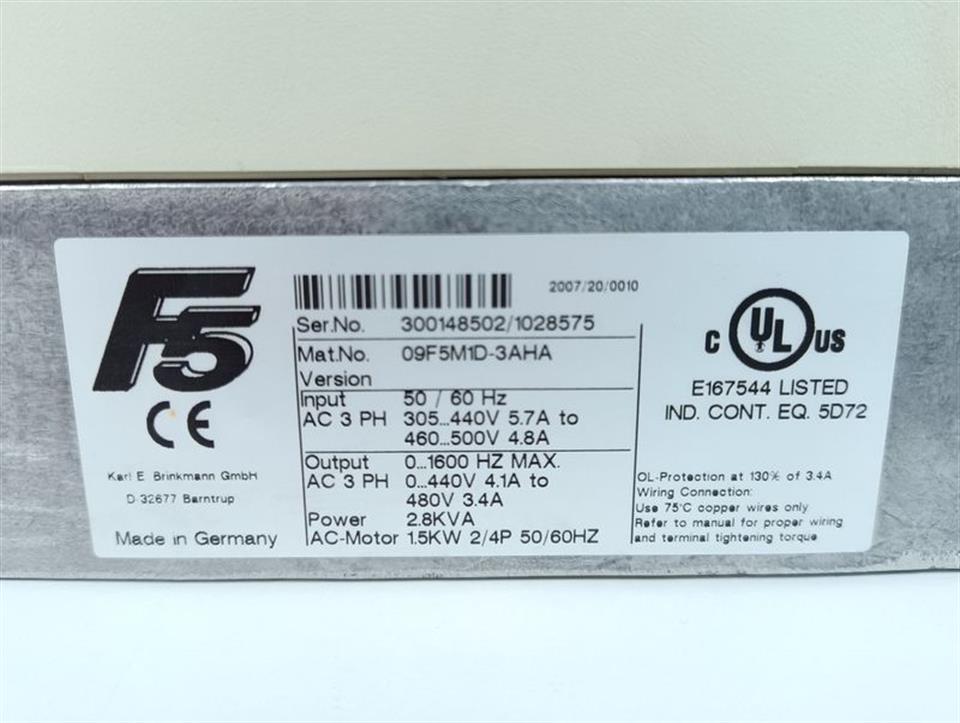 F5
CE
Karl E. Brinkmann GmbH
D-32677 Barntrup
Made in Germany
2007/20/0010
Ser.No. 300148502/1028575
Mat.No. 09F5M1D-3AHA
Version
Input 50 / 60 Hz
AC 3 PH 305...440V 5.7A to
460...500V 4.8A
Output 0...1600 HZ MAX.
AC 3 PH 0...440V 4.1A to
480V 3.4A
Power 2.8KVA
AC-Motor 1.5KW 2/4P 50/60HZ
C UL US
E167544 LISTED
IND. CONT. EQ. 5D72
OL-Protection at 130% of 3.4A
Wiring Connection:
Use 75°C copper wires only
Refer to manual for proper wiring
and terminal tightening torque